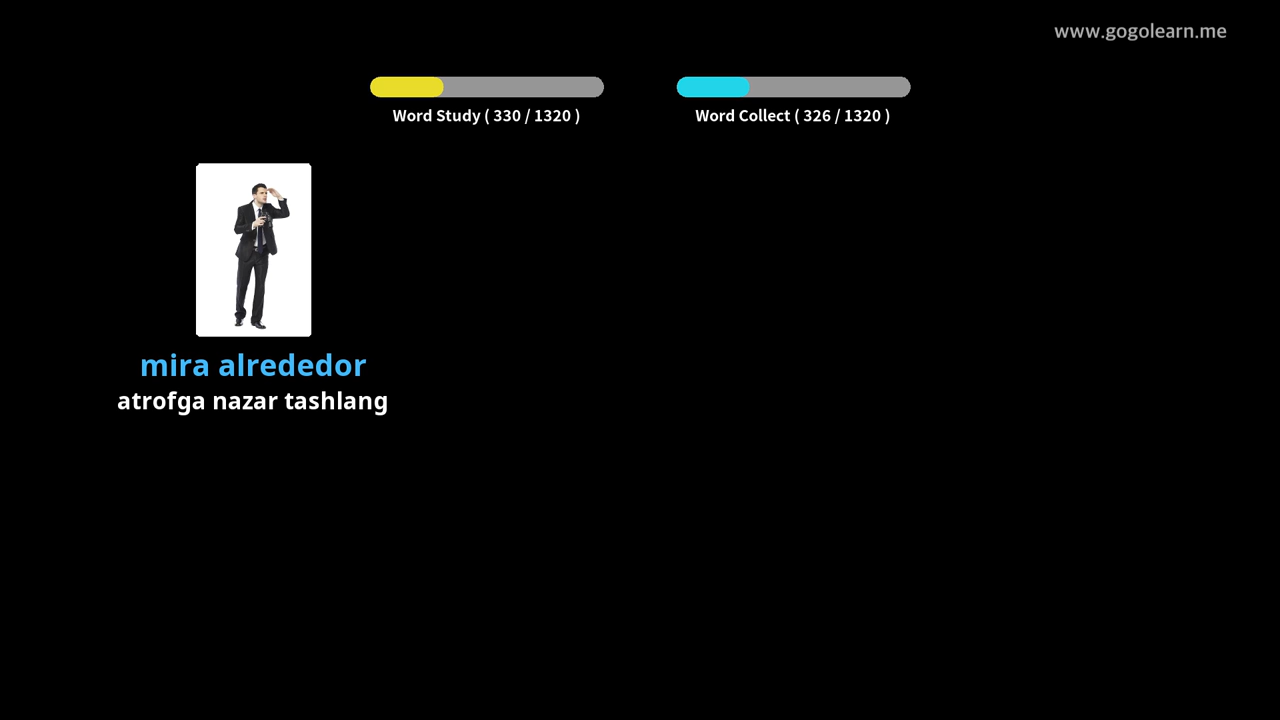 www.gogolearn.me
Word Study ( 330 / 1320 )
Word Collect ( 326 / 1320 )
mira alrededor
atrofga nazar tashlang